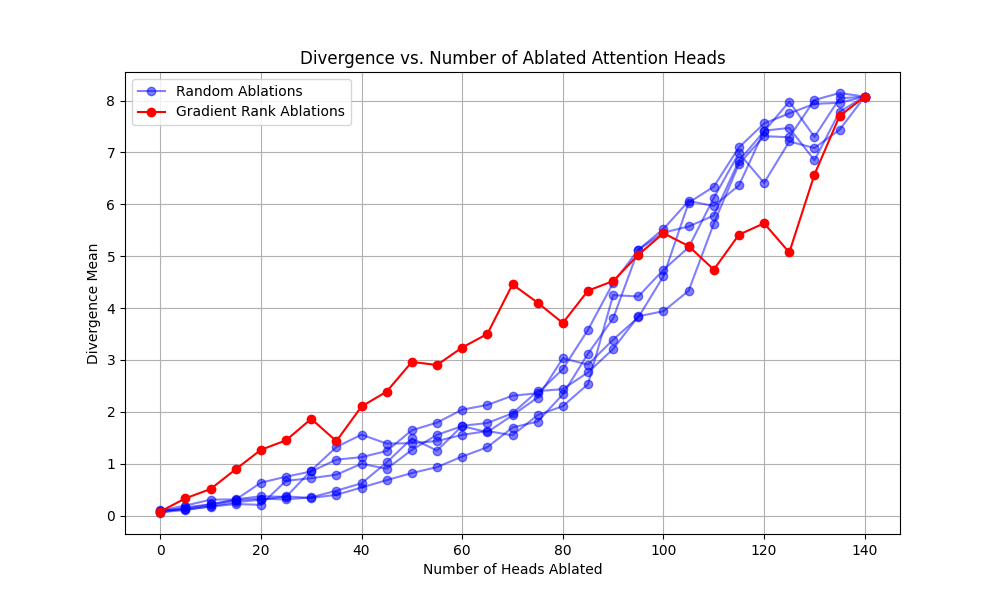 Divergence vs. Number of Ablated Attention Heads
Random Ablations
Gradient Rank Ablations
Divergence Mean
8
7
6
5
4
3
2
1
0
0 20 40 60 80 100 120 140
Number of Heads Ablated